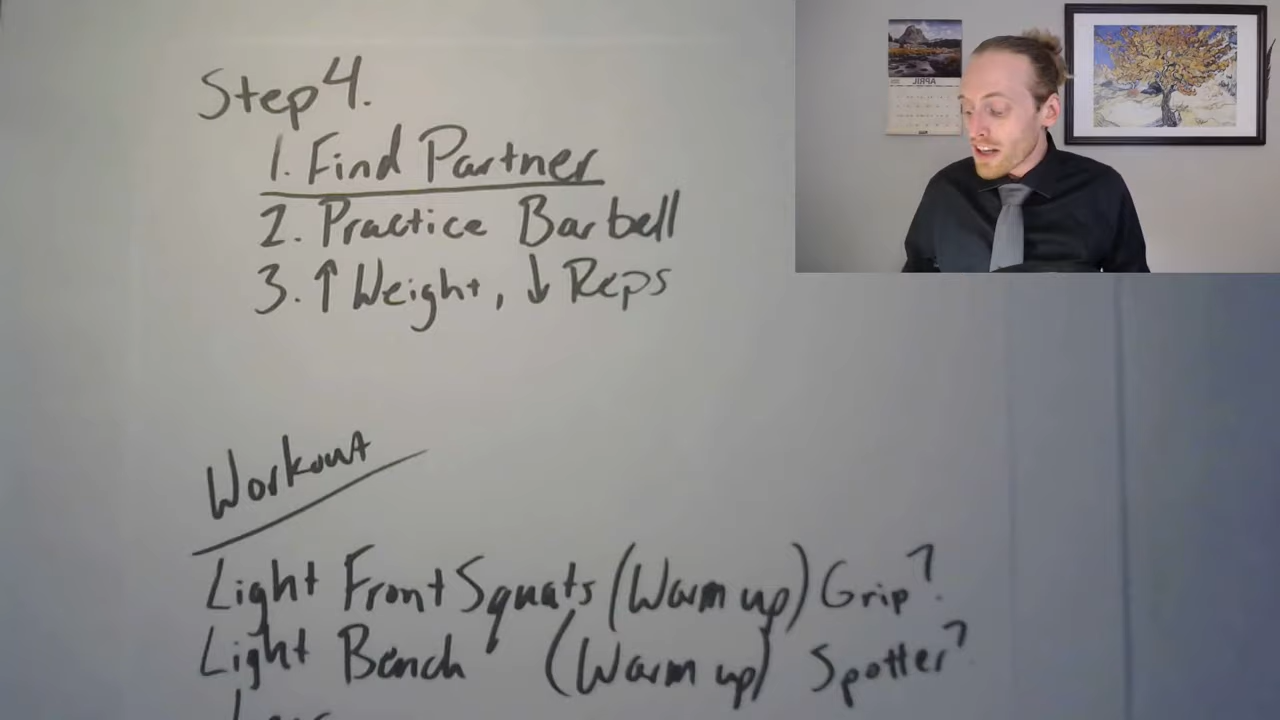 Step 4.
1. Find Partner
2. Practice Barbell
3. ↑ Weight, ↓ Reps
Workout
Light Front Squats (Warm up) Grip?
Light Bench (Warm up) Spotter?
APRIL